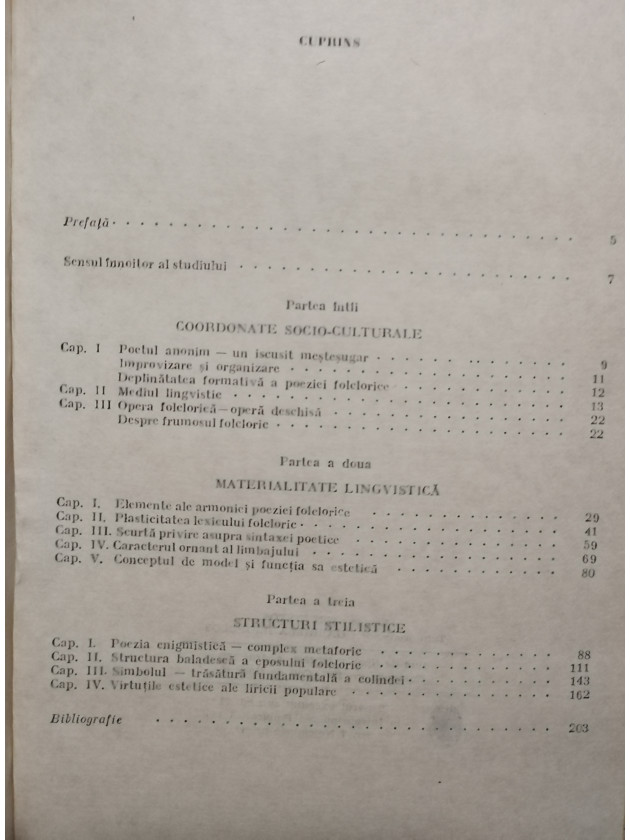 CUPRINS
Prefață 5
Sensul înnoitor al studiului 7
Partea întîi
COORDONATE SOCIO-CULTURALE
Cap. I Poetul anonim — un iscusit meșteșugar 9
Improvizare și organizare 11
Deplinătatea formativă a poeziei folclorice 12
Cap. II Mediul lingvistic 13
Cap. III Opera folclorică — operă deschisă 22
Despre frumosul folcloric 22
Partea a doua
MATERIALITATE LINGVISTICĂ
Cap. I. Elemente ale armoniei poeziei folclorice 29
Cap. II. Plasticitatea lexicului folcloric 41
Cap. III. Scurtă privire asupra sintaxei poetice 59
Cap. IV. Caracterul ornant al limbajului 69
Cap. V. Conceptul de model și funcția sa estetică 80
Partea a treia
STRUCTURI STILISTICE
Cap. I. Poezia enigmistică — complex metaforic 88
Cap. II. Structura baladescă a eposului folcloric 111
Cap. III. Simbolul — trăsătură fundamentală a colindei 143
Cap. IV. Virtuțile estetice ale liricii populare 162
Bibliografie 203